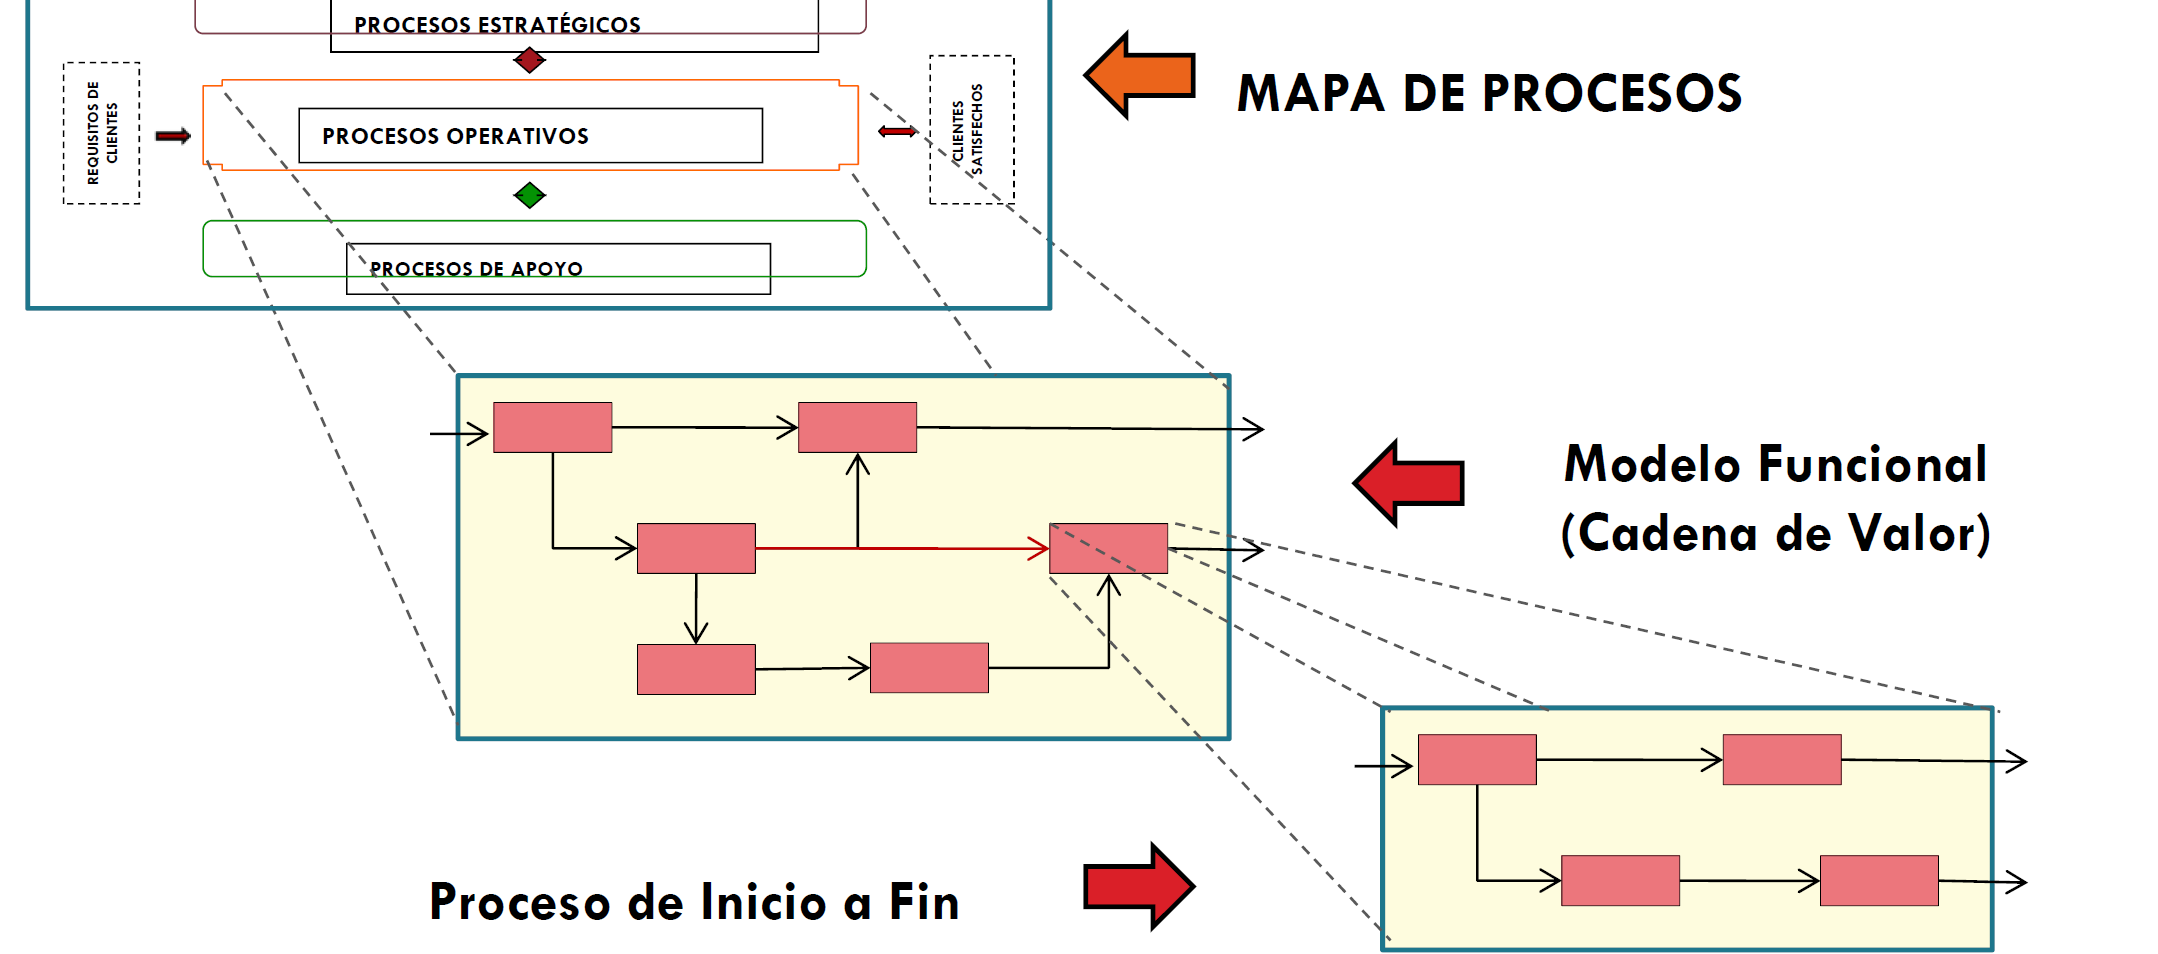 PROCESOS ESTRATÉGICOS
REQUISITOS DE
CLIENTES
PROCESOS OPERATIVOS
CLIENTES
SATISFECHOS
PROCESOS DE APOYO
MAPA DE PROCESOS
Modelo Funcional
(Cadena de Valor)
Proceso de Inicio a Fin